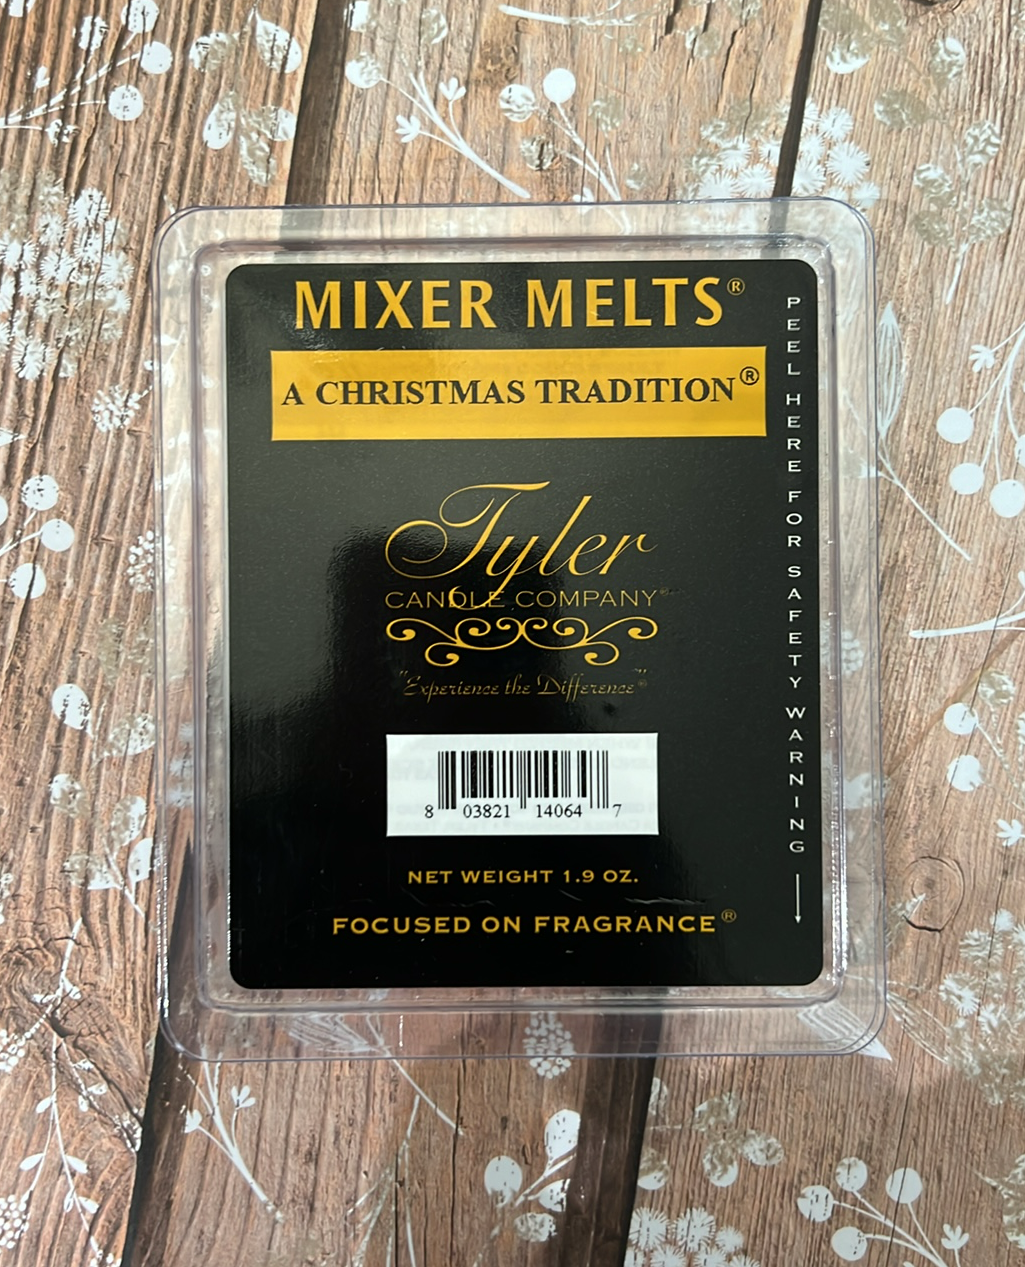 MIXER MELTS®
A CHRISTMAS TRADITION®
Tyler
CANDLE COMPANY®
"Experience the Difference"®
8 03821 14064 7
NET WEIGHT 1.9 OZ.
FOCUSED ON FRAGRANCE®
PEEL HERE FOR SAFETY WARNING